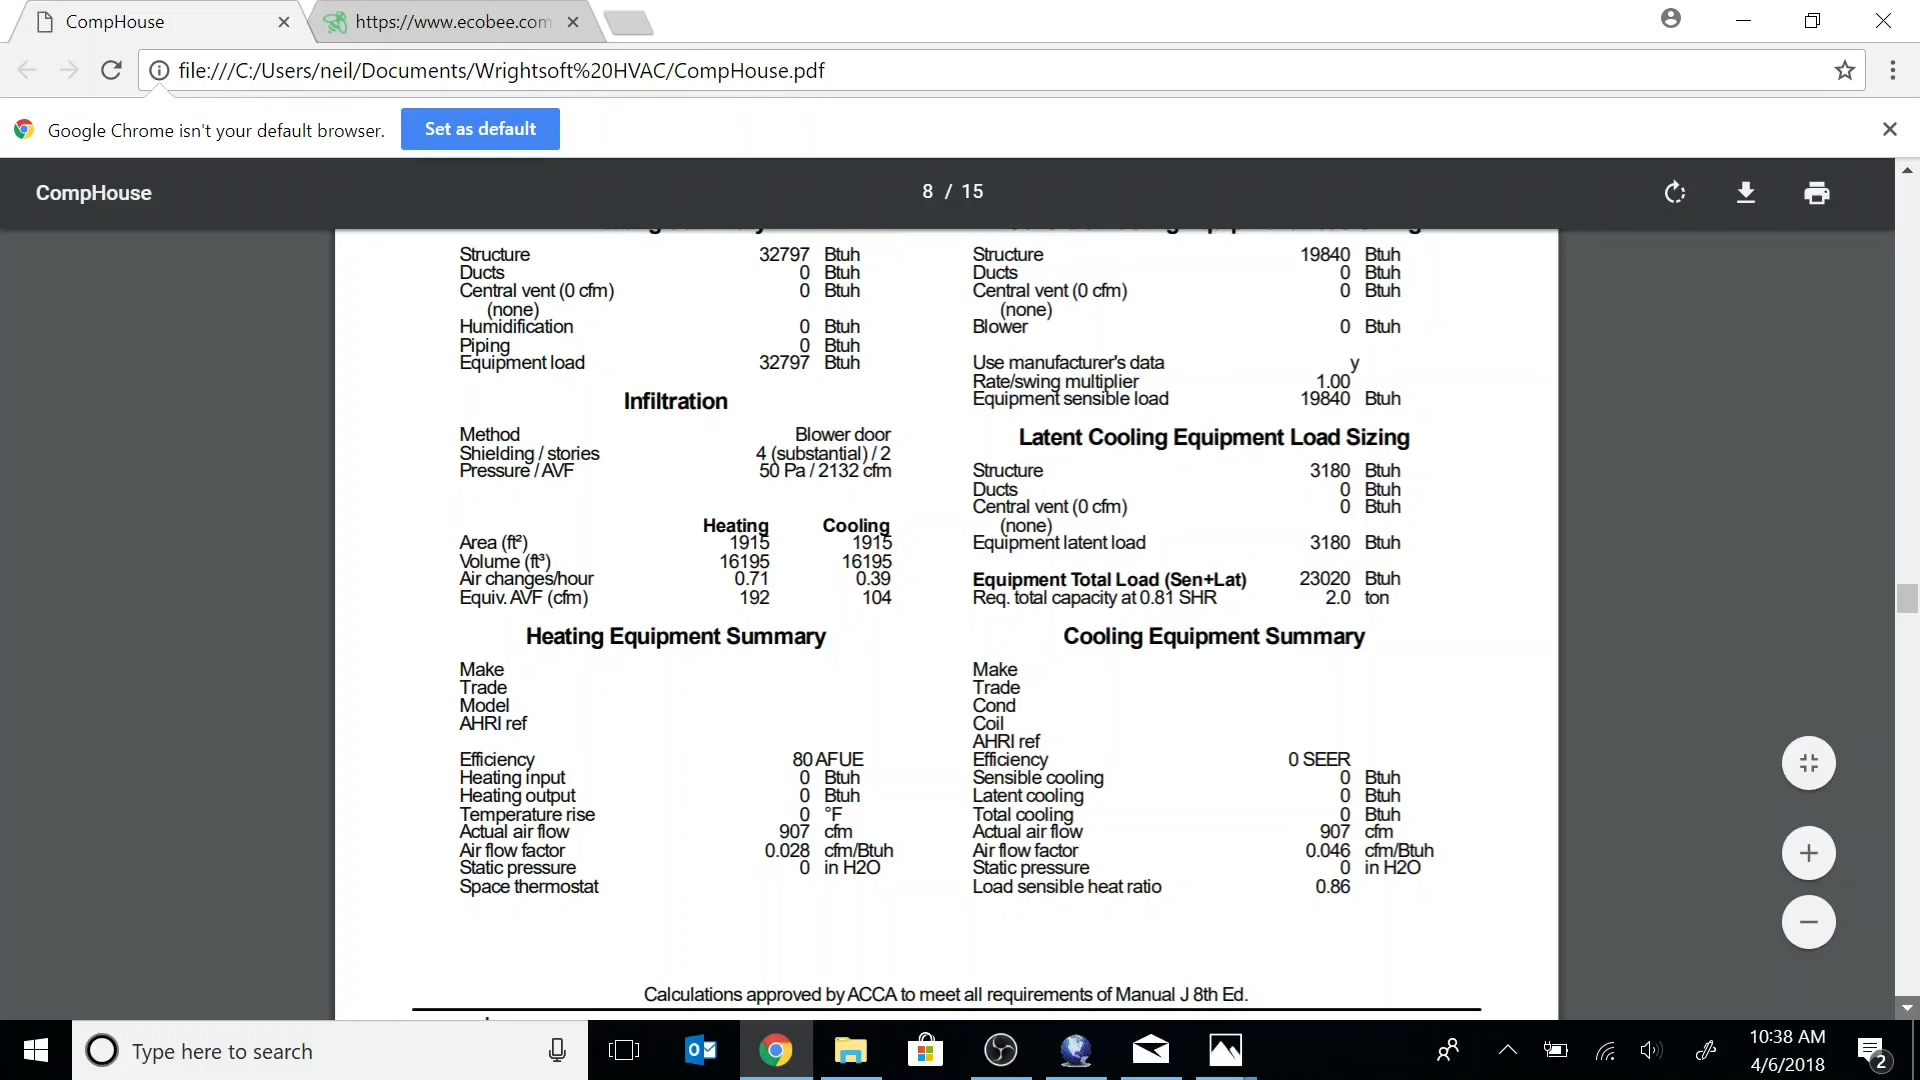 CompHouse
https://www.ecobee.com
file:///C:/Users/neil/Documents/Wrightsoft%20HVAC/CompHouse.pdf
Google Chrome isn't your default browser.
Set as default
CompHouse
8 / 15
Structure 32797 Btuh
Ducts 0 Btuh
Central vent (0 cfm) 0 Btuh
(none)
Humidification 0 Btuh
Piping 0 Btuh
Equipment load 32797 Btuh
Infiltration
Method Blower door
Shielding / stories 4 (substantial) / 2
Pressure / AVF 50 Pa / 2132 cfm
Heating Cooling
Area (ft²) 1915 1915
Volume (ft³) 16195 16195
Air changes/hour 0.71 0.39
Equiv. AVF (cfm) 192 104
Heating Equipment Summary
Make
Trade
Model
AHRI ref
Efficiency 80 AFUE
Heating input 0 Btuh
Heating output 0 Btuh
Temperature rise 0 °F
Actual air flow 907 cfm
Air flow factor 0.028 cfm/Btuh
Static pressure 0 in H2O
Space thermostat
Structure 19840 Btuh
Ducts 0 Btuh
Central vent (0 cfm) 0 Btuh
(none)
Blower 0 Btuh
Use manufacturer's data y
Rate/swing multiplier 1.00
Equipment sensible load 19840 Btuh
Latent Cooling Equipment Load Sizing
Structure 3180 Btuh
Ducts 0 Btuh
Central vent (0 cfm) 0 Btuh
(none)
Equipment latent load 3180 Btuh
Equipment Total Load (Sen+Lat) 23020 Btuh
Req. total capacity at 0.81 SHR 2.0 ton
Cooling Equipment Summary
Make
Trade
Cond
Coil
AHRI ref
Efficiency 0 SEER
Sensible cooling 0 Btuh
Latent cooling 0 Btuh
Total cooling 0 Btuh
Actual air flow 907 cfm
Air flow factor 0.046 cfm/Btuh
Static pressure 0 in H2O
Load sensible heat ratio 0.86
Calculations approved by ACCA to meet all requirements of Manual J 8th Ed.
Type here to search
10:38 AM
4/6/2018
2